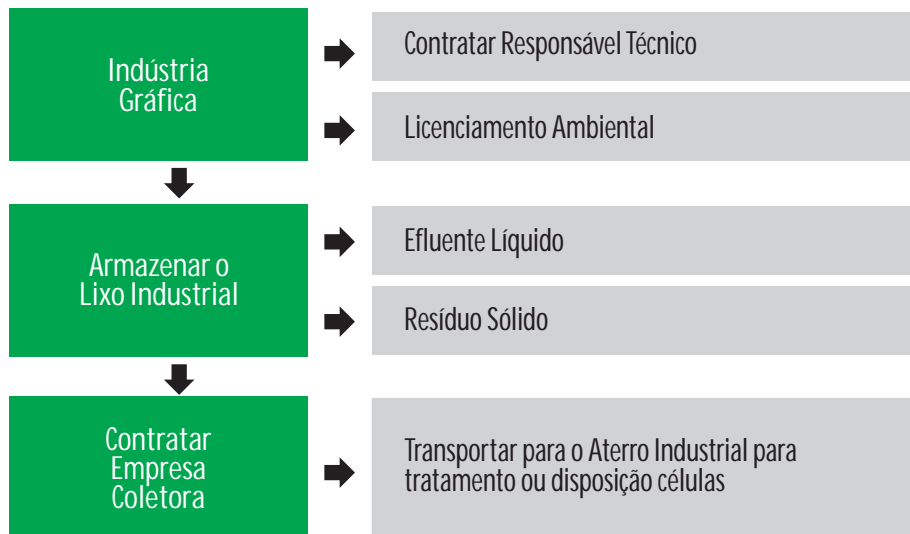 Indústria
Gráfica
Contratar Responsável Técnico
Licenciamento Ambiental
Armazenar o
Lixo Industrial
Efluente Líquido
Resíduo Sólido
Contratar
Empresa
Coletora
Transportar para o Aterro Industrial para
tratamento ou disposição células